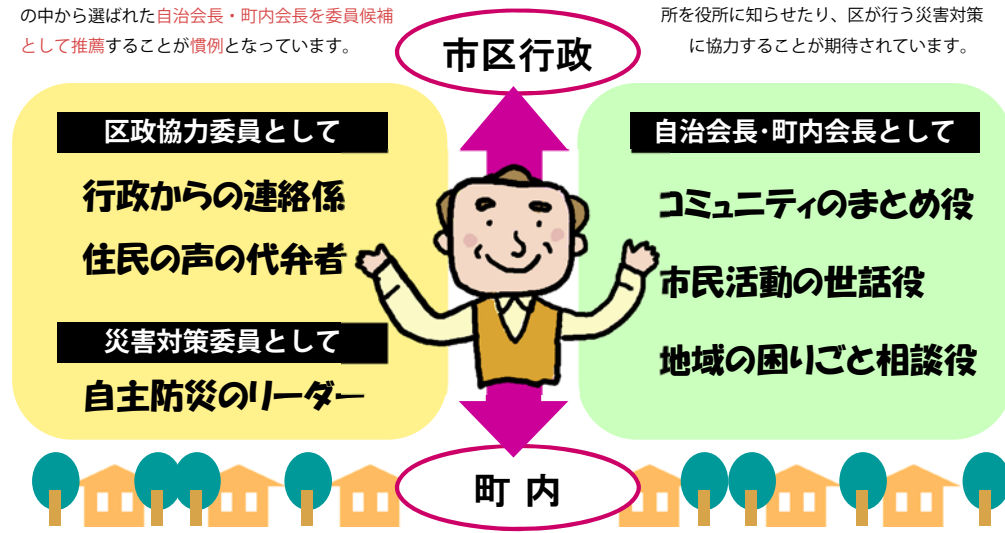 の中から選ばれた自治会長・町内会長を委員候補
として推薦することが慣例となっています。
所を役所に知らせたり、区が行う災害対策
に協力することが期待されています。
市区行政
区政協力委員として
行政からの連絡係
住民の声の代弁者
災害対策委員として
自主防災のリーダー
自治会長・町内会長として
コミュニティのまとめ役
市民活動の世話役
地域の困りごと相談役
町内